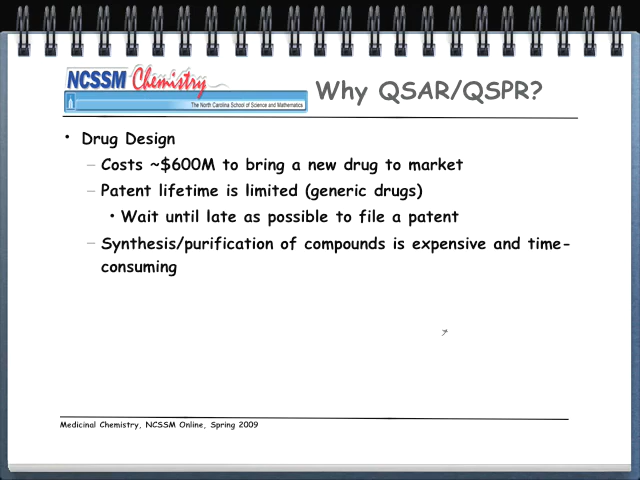 NCSSM Chemistry
The North Carolina School of Science and Mathematics
Why QSAR/QSPR?
• Drug Design
– Costs ~$600M to bring a new drug to market
– Patent lifetime is limited (generic drugs)
• Wait until late as possible to file a patent
– Synthesis/purification of compounds is expensive and time-
consuming
Medicinal Chemistry, NCSSM Online, Spring 2009